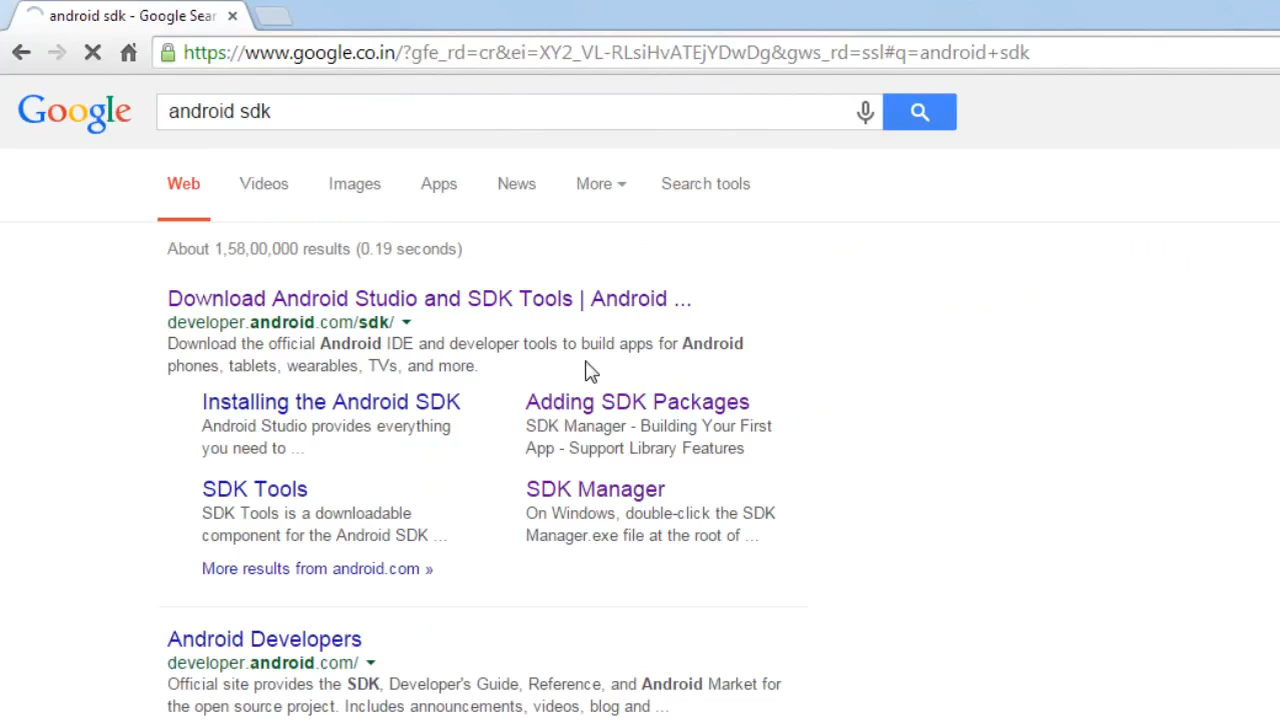 android sdk - Google Sear
https://www.google.co.in/?gfe_rd=cr&ei=XY2_VL-RLsiHvATEjYDwDg&gws_rd=ssl#q=android+sdk
Google android sdk
Web Videos Images Apps News More Search tools
About 1,58,00,000 results (0.19 seconds)
Download Android Studio and SDK Tools | Android ...
developer.android.com/sdk/
Download the official Android IDE and developer tools to build apps for Android
phones, tablets, wearables, TVs, and more.
Installing the Android SDK
Android Studio provides everything
you need to ...
Adding SDK Packages
SDK Manager - Building Your First
App - Support Library Features
SDK Tools
SDK Tools is a downloadable
component for the Android SDK ...
SDK Manager
On Windows, double-click the SDK
Manager.exe file at the root of ...
More results from android.com »
Android Developers
developer.android.com/
Official site provides the SDK, Developer's Guide, Reference, and Android Market for
the open source project. Includes announcements, videos, blog and ...